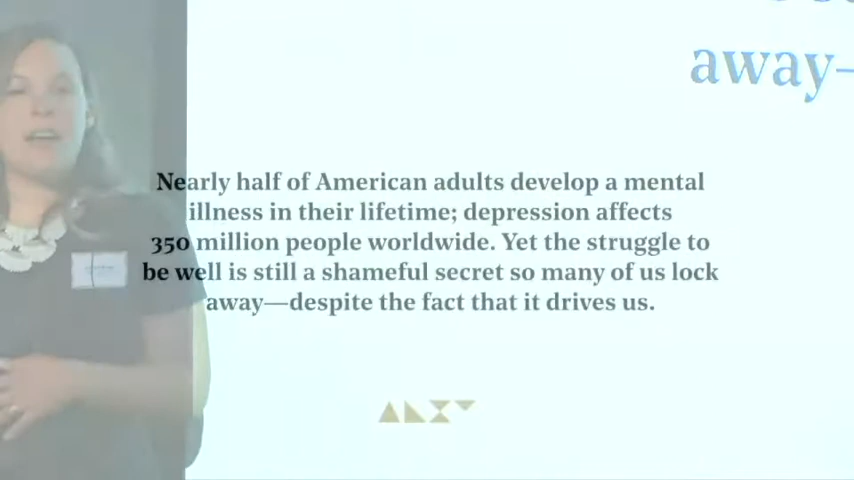 away—
Nearly half of American adults develop a mental
illness in their lifetime; depression affects
350 million people worldwide. Yet the struggle to
be well is still a shameful secret so many of us lock
away—despite the fact that it drives us.